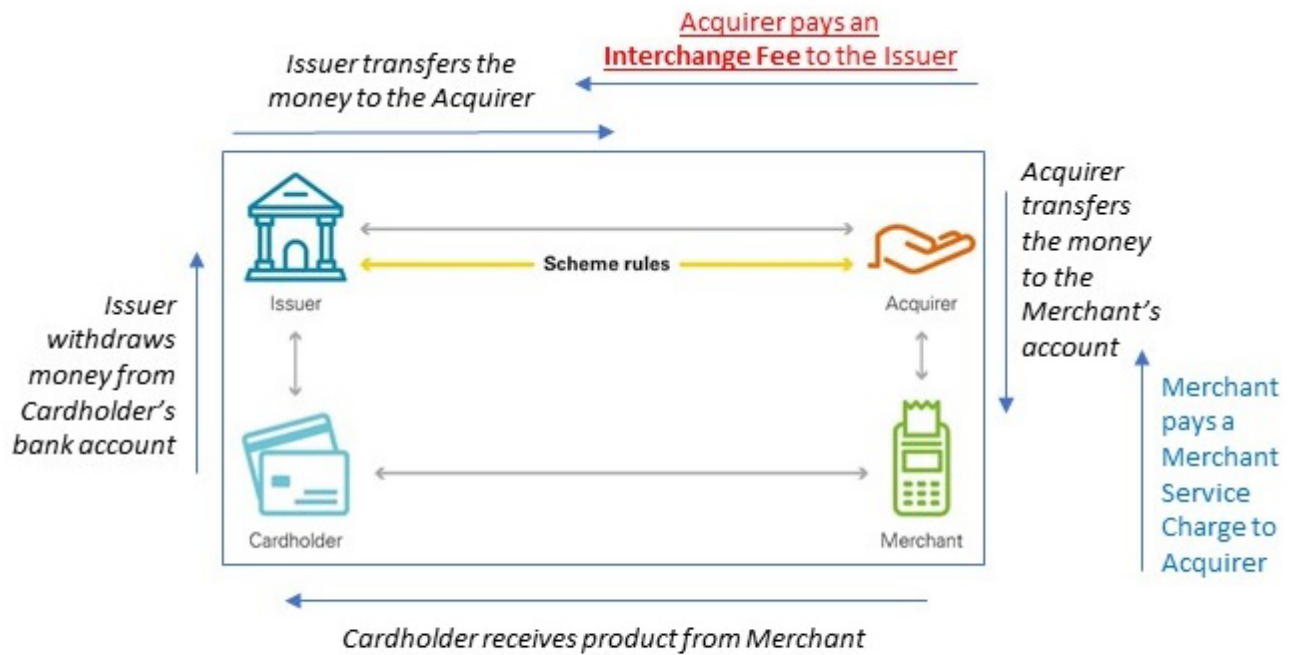 Acquirer pays an
Interchange Fee to the Issuer
Issuer transfers the
money to the Acquirer
Acquirer
transfers
the money
to the
Merchant's
account
Scheme rules
Issuer
Acquirer
Issuer
withdraws
money from
Cardholder's
bank account
Merchant
pays a
Merchant
Service
Charge to
Acquirer
Cardholder
Merchant
Cardholder receives product from Merchant